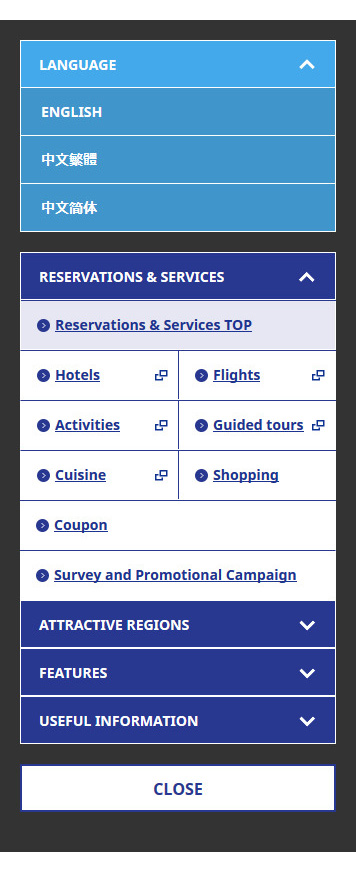 LANGUAGE
ENGLISH
中文繁體
中文简体
RESERVATIONS & SERVICES
Reservations & Services TOP
Hotels
Flights
Activities
Guided tours
Cuisine
Shopping
Coupon
Survey and Promotional Campaign
ATTRACTIVE REGIONS
FEATURES
USEFUL INFORMATION
CLOSE